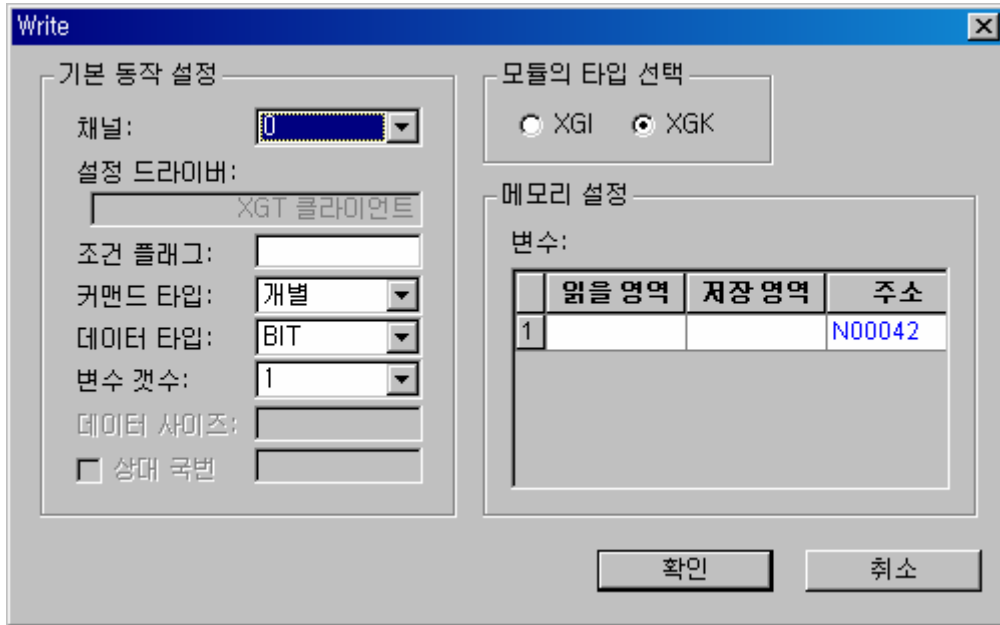 Write
기본 동작 설정
채널: 0
설정 드라이버:
XGT 클라이언트
조건 플래그:
커맨드 타입: 개별
데이터 타입: BIT
변수 갯수: 1
데이터 사이즈:
상대 국번
모듈의 타입 선택
XGI XGK
메모리 설정
변수:
읽을 영역 저장 영역 주소
1 N00042
확인 취소